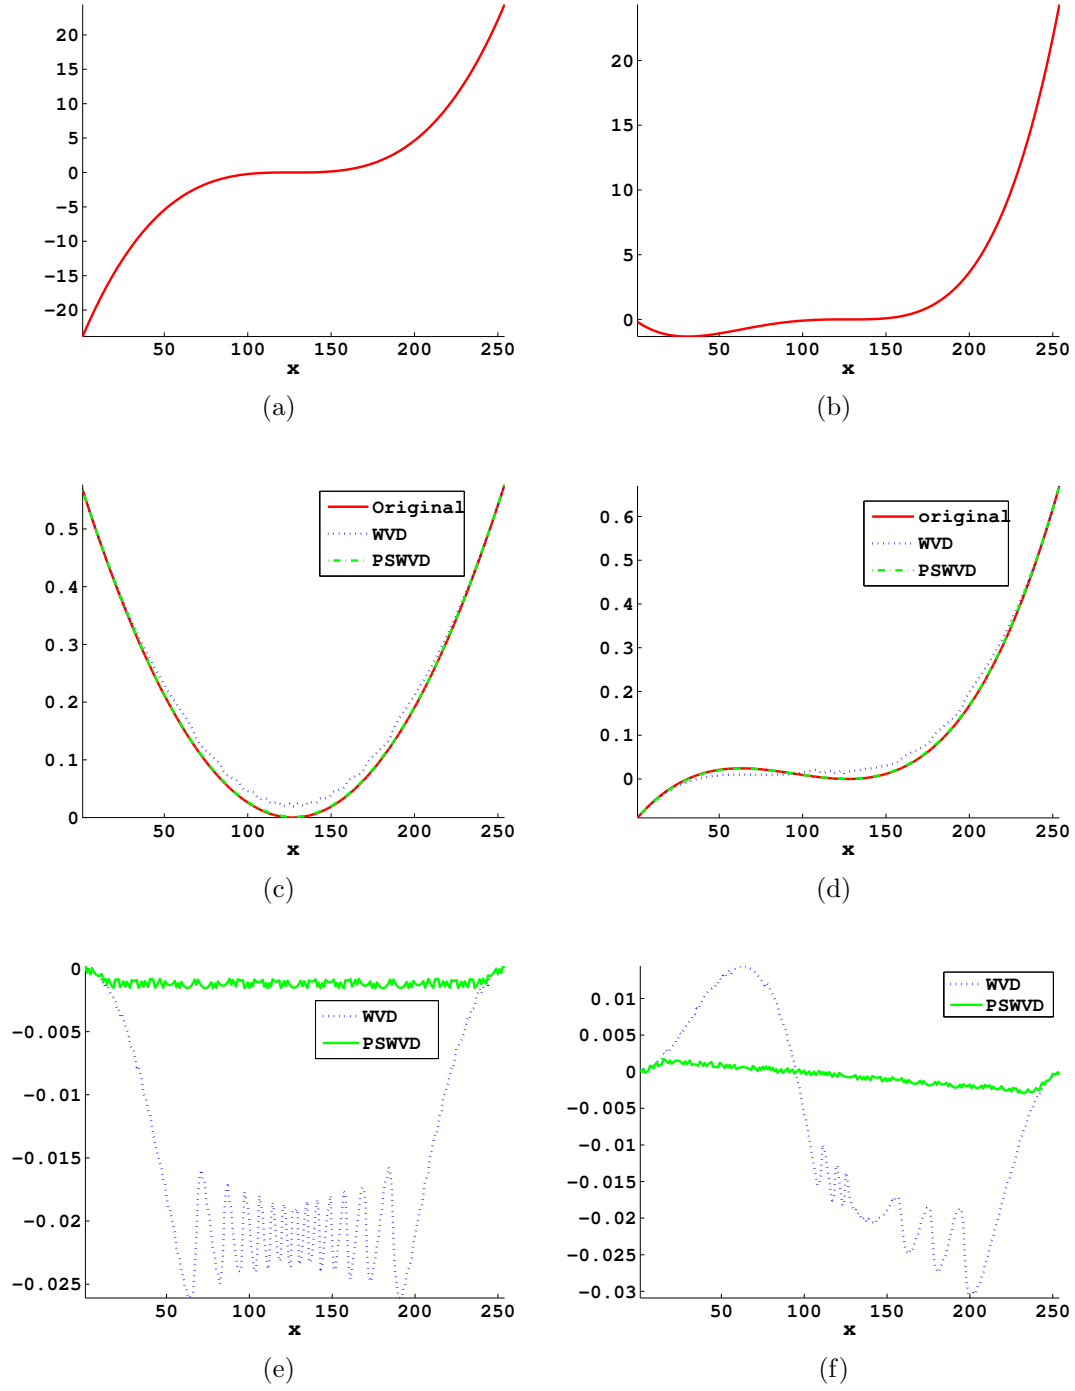 20
15
10
5
0
−5
−10
−15
−20
50 100 150 200 250
x
(a)
20
15
10
5
0
50 100 150 200 250
x
(b)
0.5
0.4
0.3
0.2
0.1
0
50 100 150 200 250
x
Original
WVD
PSWVD
(c)
0.6
0.5
0.4
0.3
0.2
0.1
0
50 100 150 200 250
x
original
WVD
PSWVD
(d)
0
−0.005
−0.01
−0.015
−0.02
−0.025
50 100 150 200 250
x
WVD
PSWVD
(e)
0.01
0.005
0
−0.005
−0.01
−0.015
−0.02
−0.025
−0.03
50 100 150 200 250
x
WVD
PSWVD
(f)